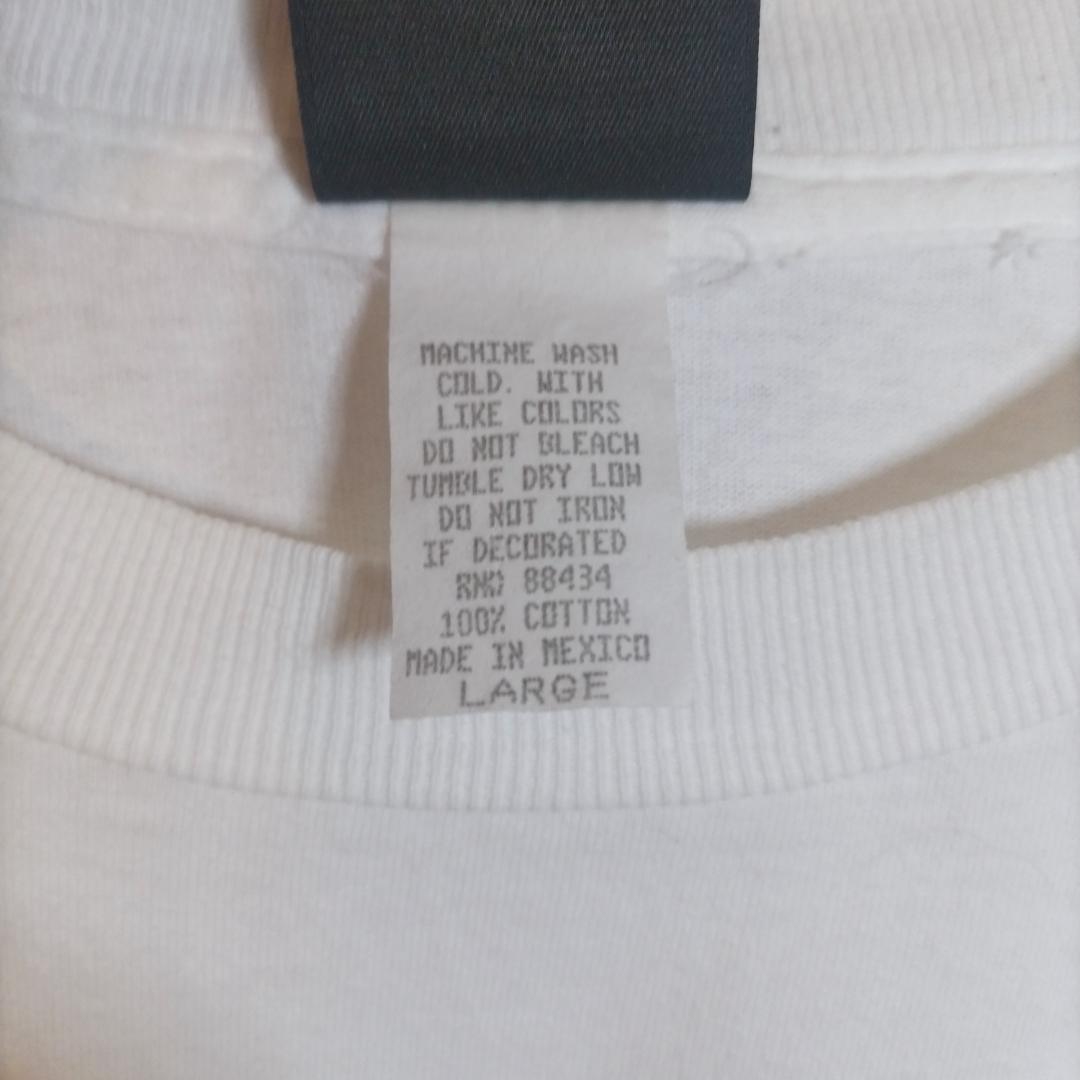 MACHINE WASH
COLD. WITH
LIKE COLORS
DO NOT BLEACH
TUMBLE DRY LOW
DO NOT IRON
IF DECORATED
RN# 88434
100% COTTON
MADE IN MEXICO
LARGE